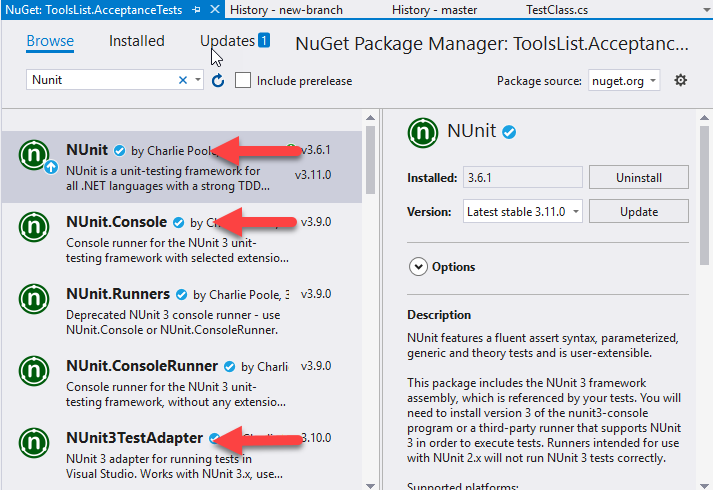 NuGet: ToolsList.AcceptanceTests
History - new-branch
History - master
TestClass.cs
Browse
Installed
Updates 1
NuGet Package Manager: ToolsList.Acceptanc...
Nunit
Include prerelease
Package source: nuget.org
NUnit by Charlie Poole, v3.6.1
NUnit is a unit-testing framework for v3.11.0
all .NET languages with a strong TDD...
NUnit.Console by v3.9.0
Console runner for the NUnit 3 unit-
testing framework with selected extensio...
NUnit.Runners by Charlie Poole, 3 v3.9.0
Deprecated NUnit 3 console runner - use
NUnit.Console or NUnit.ConsoleRunner.
NUnit.ConsoleRunner by Charli v3.9.0
Console runner for the NUnit 3 unit-
testing framework, without any extensio...
NUnit3TestAdapter v3.10.0
NUnit 3 adapter for running tests in
Visual Studio. Works with NUnit 3.x, use...
NUnit
Installed: 3.6.1 Uninstall
Version: Latest stable 3.11.0 Update
Options
Description
NUnit features a fluent assert syntax, parameterized,
generic and theory tests and is user-extensible.
This package includes the NUnit 3 framework
assembly, which is referenced by your tests. You will
need to install version 3 of the nunit3-console
program or a third-party runner that supports NUnit
3 in order to execute tests. Runners intended for use
with NUnit 2.x will not run NUnit 3 tests correctly.
Supported platforms: